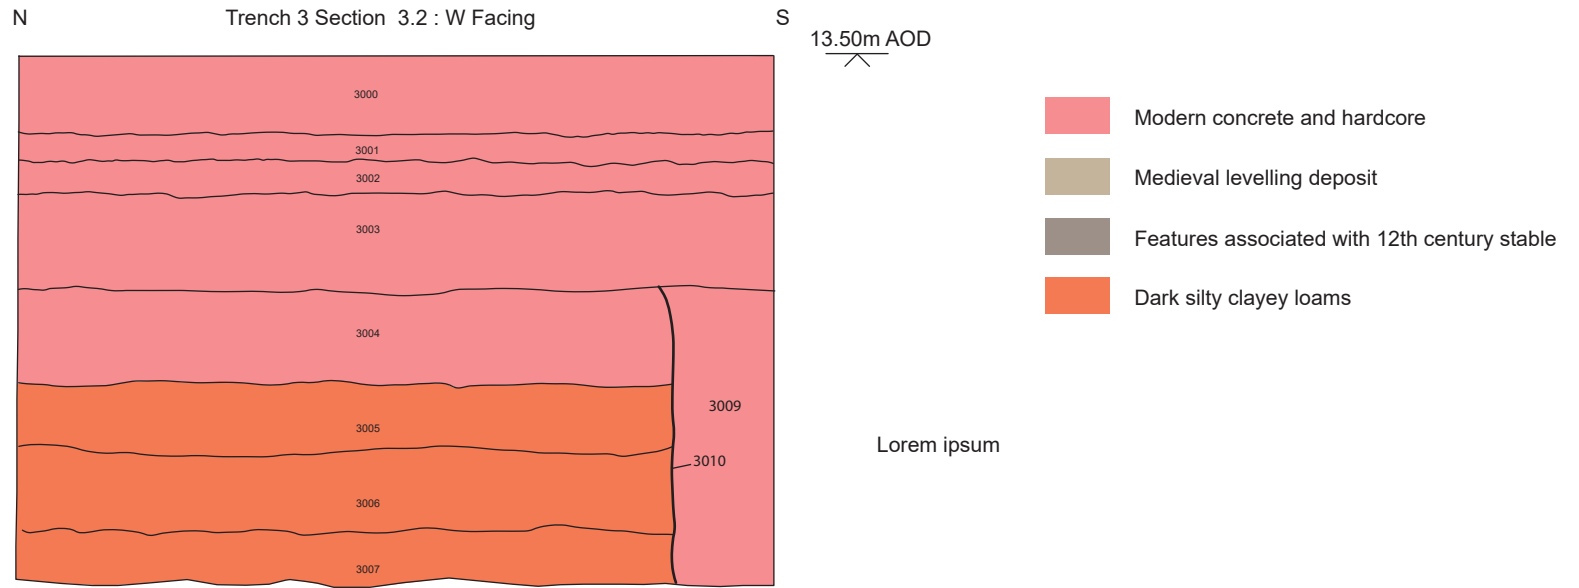 N
Trench 3 Section 3.2 : W Facing
S
13.50m AOD
3000
3001
3002
3003
3004
3005
3006
3007
3009
3010
Modern concrete and hardcore
Medieval levelling deposit
Features associated with 12th century stable
Dark silty clayey loams
Lorem ipsum